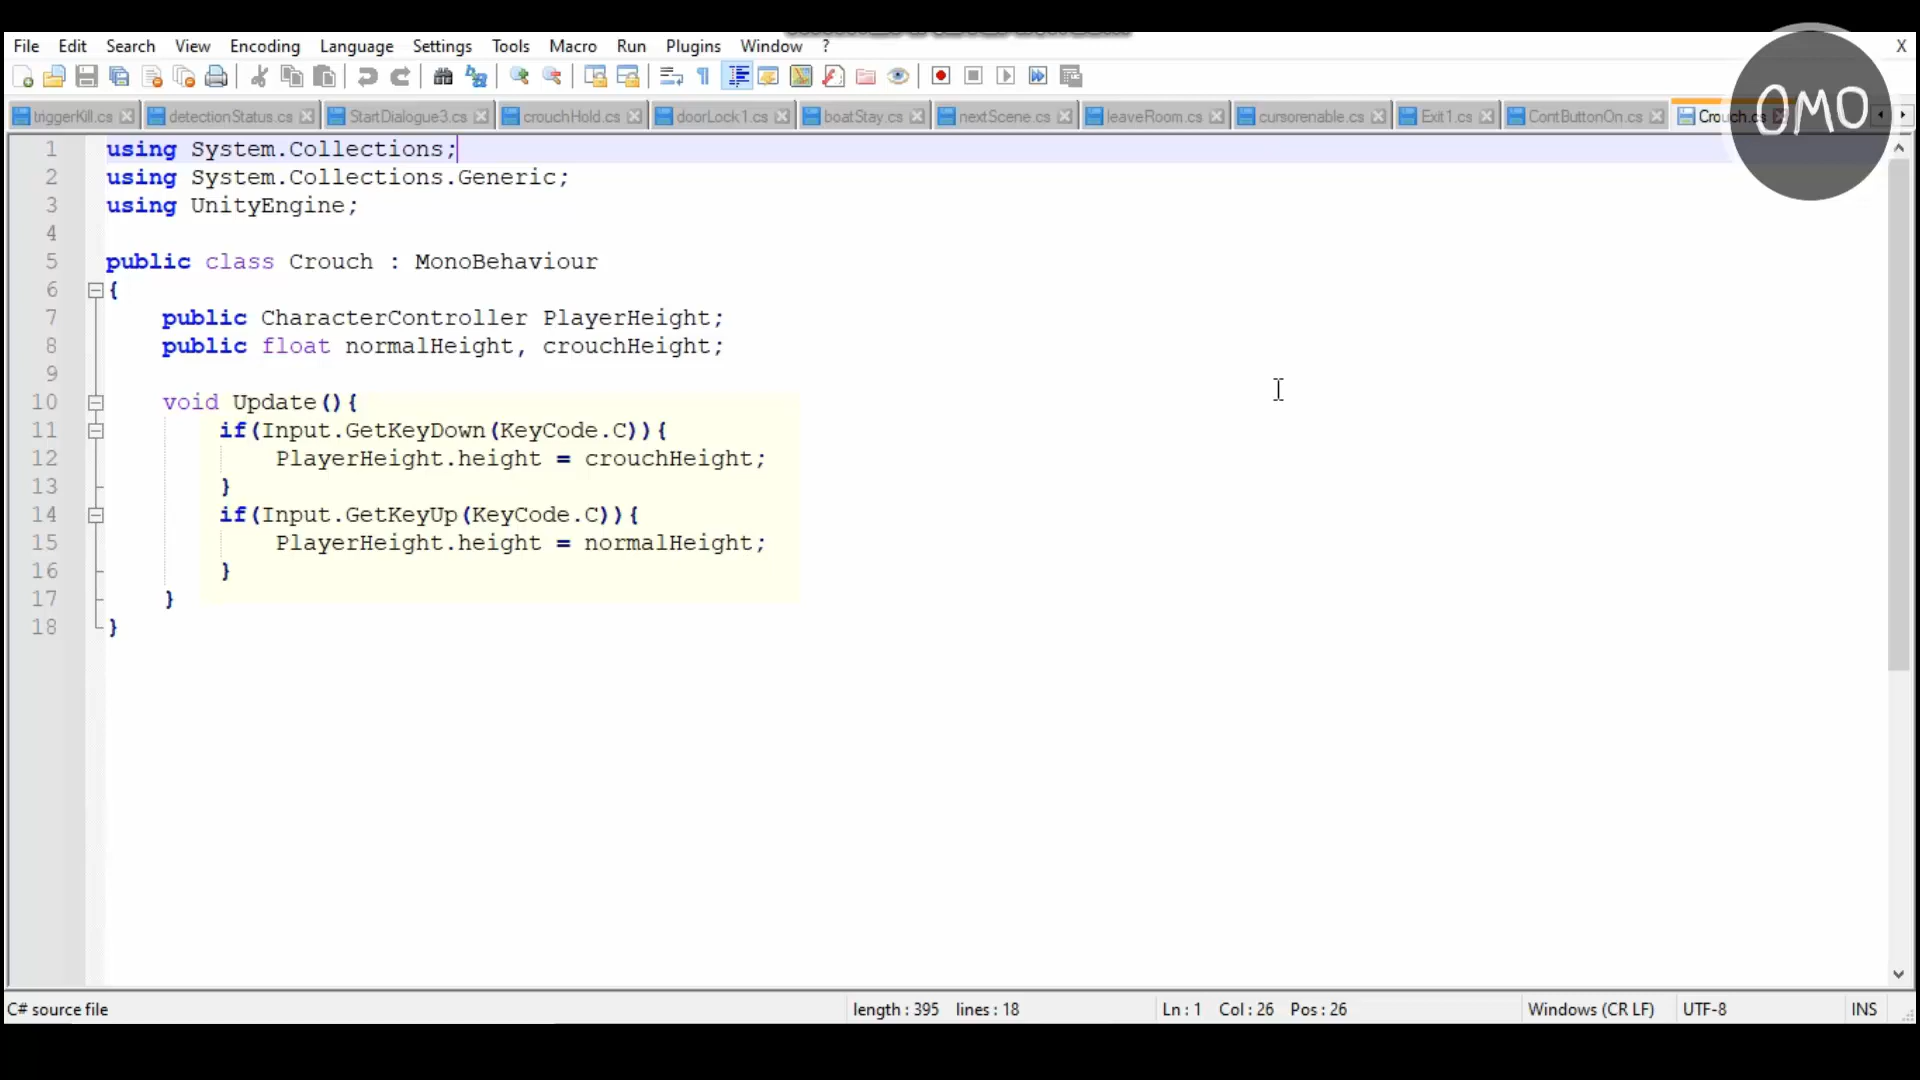 File Edit Search View Encoding Language Settings Tools Macro Run Plugins Window ? X
triggerKill.cs detectionStatus.cs StartDialogue3.cs crouchHold.cs doorLock1.cs boatStay.cs nextScene.cs leaveRoom.cs cursorenable.cs Exit1.cs ContButtonOn.cs Crouch.cs
OMO
1 using System.Collections;
2 using System.Collections.Generic;
3 using UnityEngine;
4
5 public class Crouch : MonoBehaviour
6 {
7 public CharacterController PlayerHeight;
8 public float normalHeight, crouchHeight;
9
10 void Update(){
11 if(Input.GetKeyDown(KeyCode.C)){
12 PlayerHeight.height = crouchHeight;
13 }
14 if(Input.GetKeyUp(KeyCode.C)){
15 PlayerHeight.height = normalHeight;
16 }
17 }
18 }
C# source file length : 395 lines : 18 Ln : 1 Col : 26 Pos : 26 Windows (CR LF) UTF-8 INS